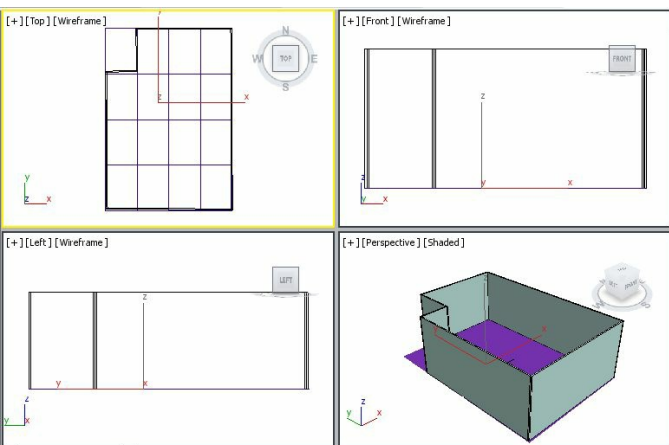 [+] [Top] [Wireframe]
N
W TOP E
S
y
x
z
x
y
z x
[+] [Front] [Wireframe]
FRONT
z
y x
z
y x
[+] [Left] [Wireframe]
LEFT
z
y x
z
y x
[+] [Perspective] [Shaded]
x
z
y x